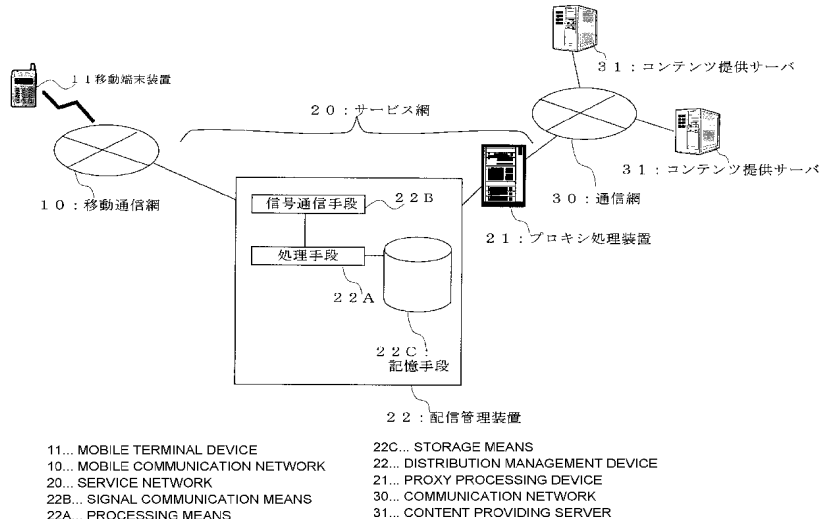 31：コンテンツ提供サーバ
11移動端末装置
20：サービス網
31：コンテンツ提供サーバ
10：移動通信網
信号通信手段
22B
30：通信網
21：プロキシ処理装置
処理手段
22A
22C：
記憶手段
22：配信管理装置
11... MOBILE TERMINAL DEVICE
10... MOBILE COMMUNICATION NETWORK
20... SERVICE NETWORK
22B... SIGNAL COMMUNICATION MEANS
22A... PROCESSING MEANS
22C... STORAGE MEANS
22... DISTRIBUTION MANAGEMENT DEVICE
21... PROXY PROCESSING DEVICE
30... COMMUNICATION NETWORK
31... CONTENT PROVIDING SERVER